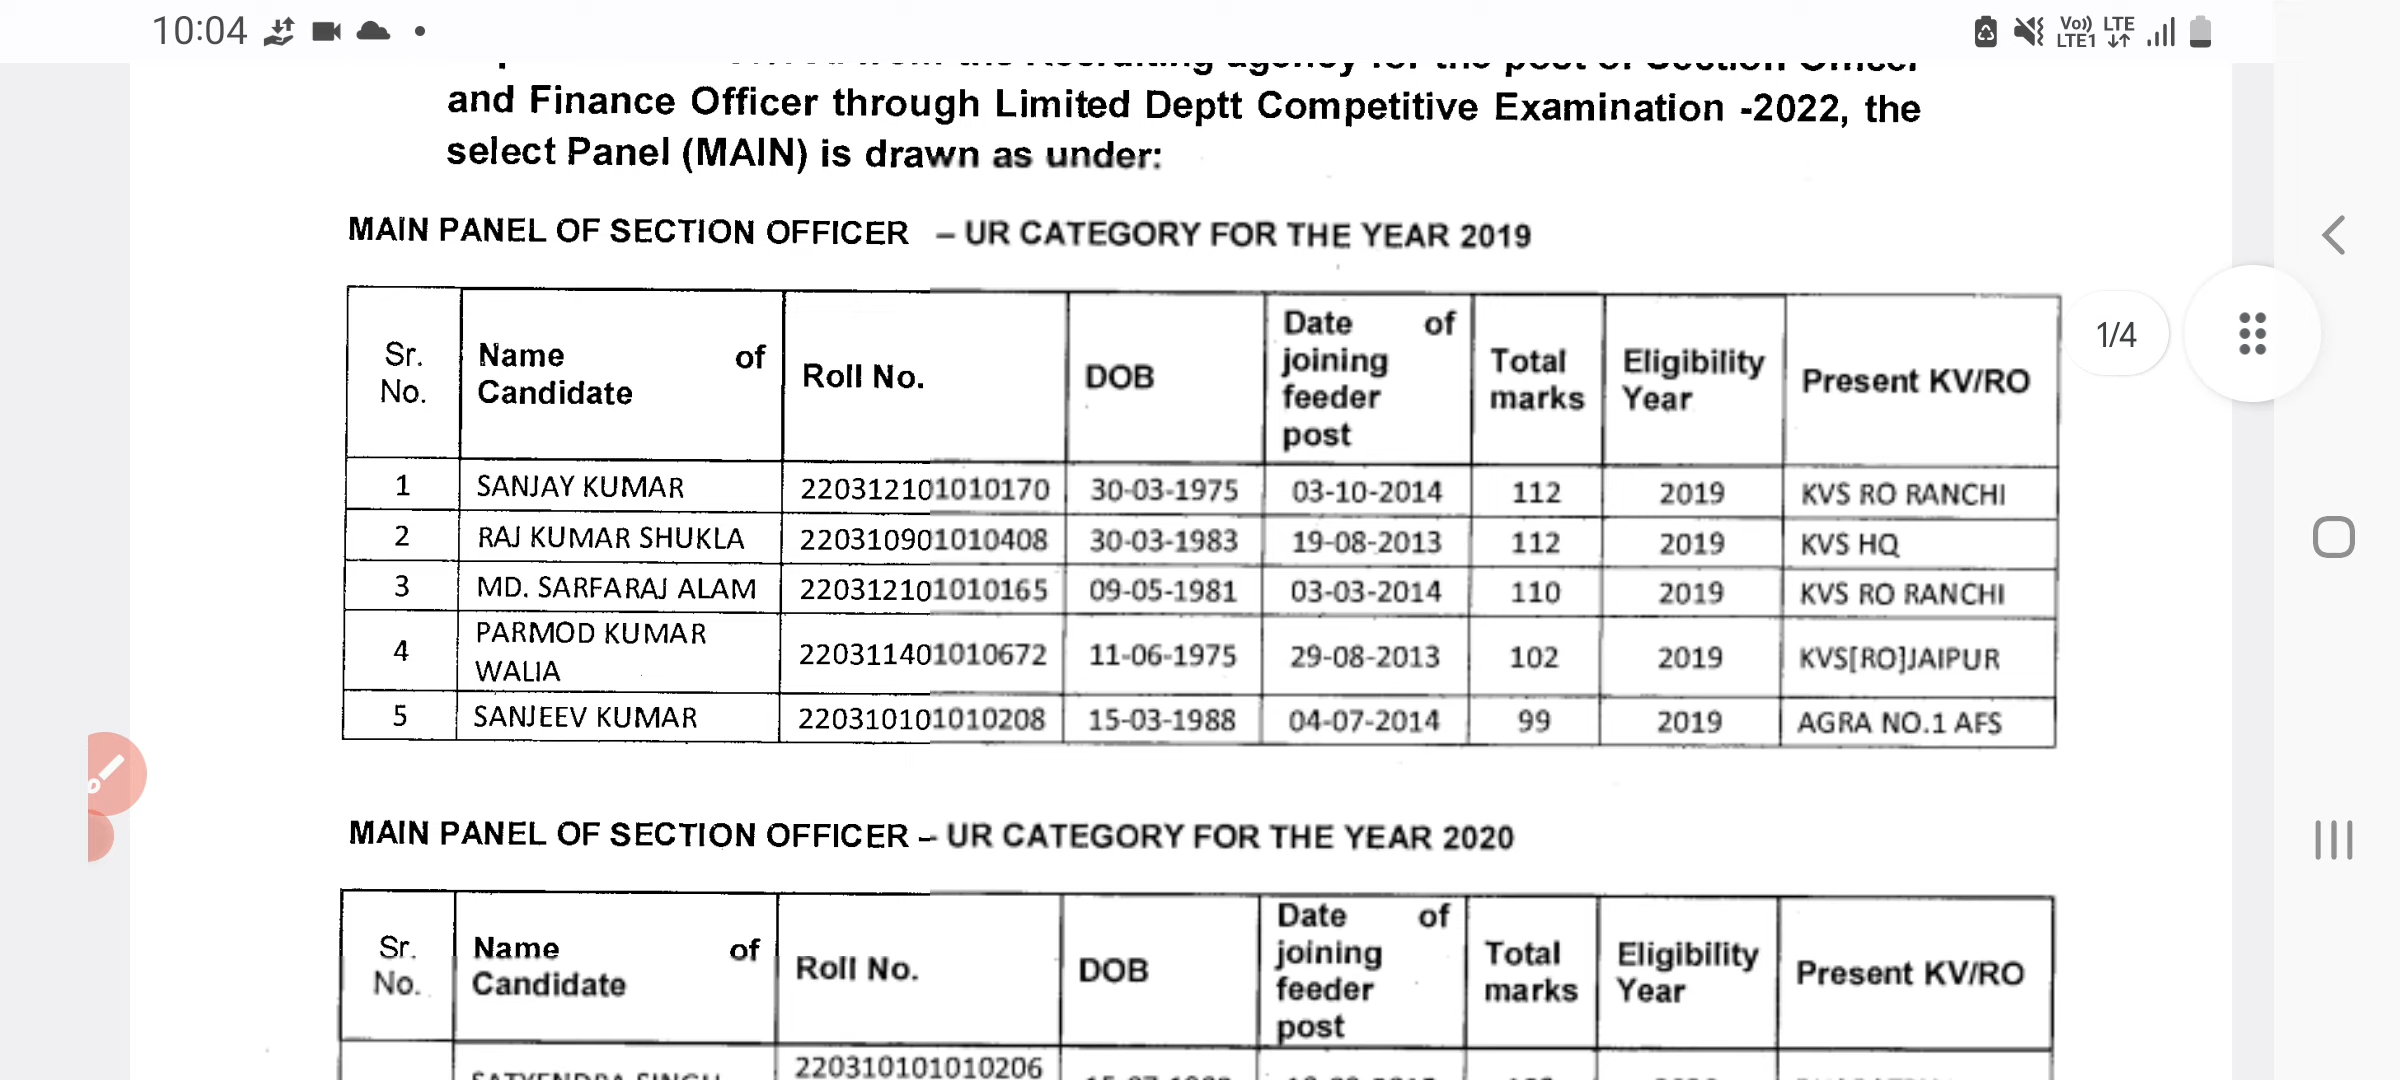 10:04
Vo)) LTE
LTE1
and Finance Officer through Limited Deptt Competitive Examination -2022, the
select Panel (MAIN) is drawn as under:
MAIN PANEL OF SECTION OFFICER – UR CATEGORY FOR THE YEAR 2019
Sr. No. Name of Candidate Roll No. DOB Date of joining feeder post Total marks Eligibility Year Present KV/RO
1 SANJAY KUMAR 220312101010170 30-03-1975 03-10-2014 112 2019 KVS RO RANCHI
2 RAJ KUMAR SHUKLA 220310901010408 30-03-1983 19-08-2013 112 2019 KVS HQ
3 MD. SARFARAJ ALAM 220312101010165 09-05-1981 03-03-2014 110 2019 KVS RO RANCHI
4 PARMOD KUMAR WALIA 220311401010672 11-06-1975 29-08-2013 102 2019 KVS[RO]JAIPUR
5 SANJEEV KUMAR 220310101010208 15-03-1988 04-07-2014 99 2019 AGRA NO.1 AFS
1/4
MAIN PANEL OF SECTION OFFICER – UR CATEGORY FOR THE YEAR 2020
Sr. No. Name of Candidate Roll No. DOB Date of joining feeder post Total marks Eligibility Year Present KV/RO
220310101010206